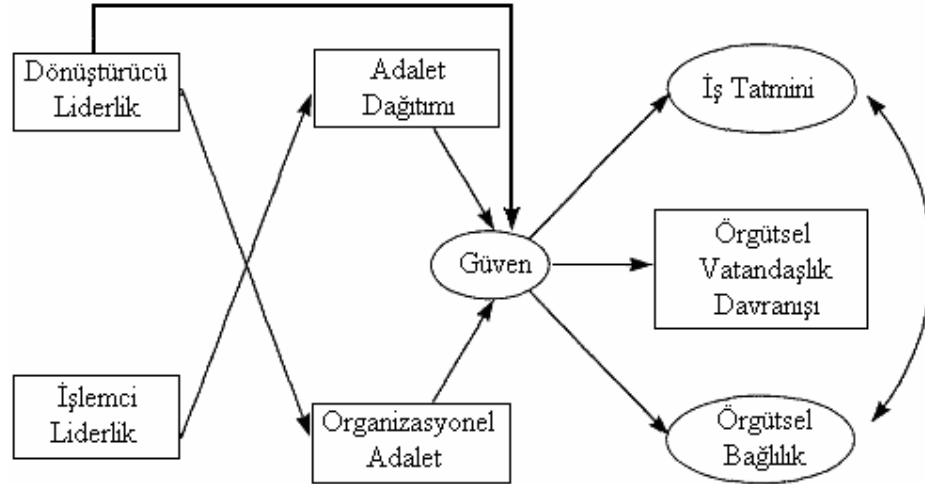 Dönüştürücü
Liderlik
Adalet
Dağıtımı
İş Tatmini
Güven
Örgütsel
Vatandaşlık
Davranışı
İşlemci
Liderlik
Organizasyonel
Adalet
Örgütsel
Bağlılık